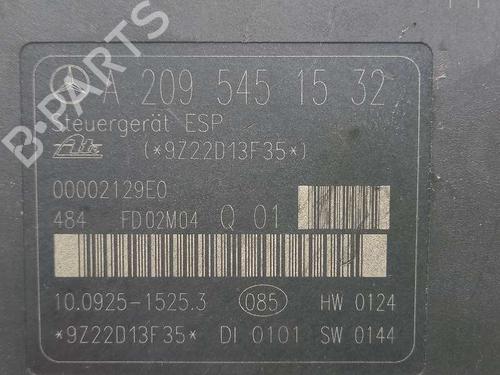 B-PARTS
A 209 545 15 32
Steuergerät ESP
Ate (*9Z22D13F35*)
00002129E0
484 FD02M04 Q 01
10.0925-1525.3 085 HW 0124
*9Z22D13F35* DI 0101 SW 0144